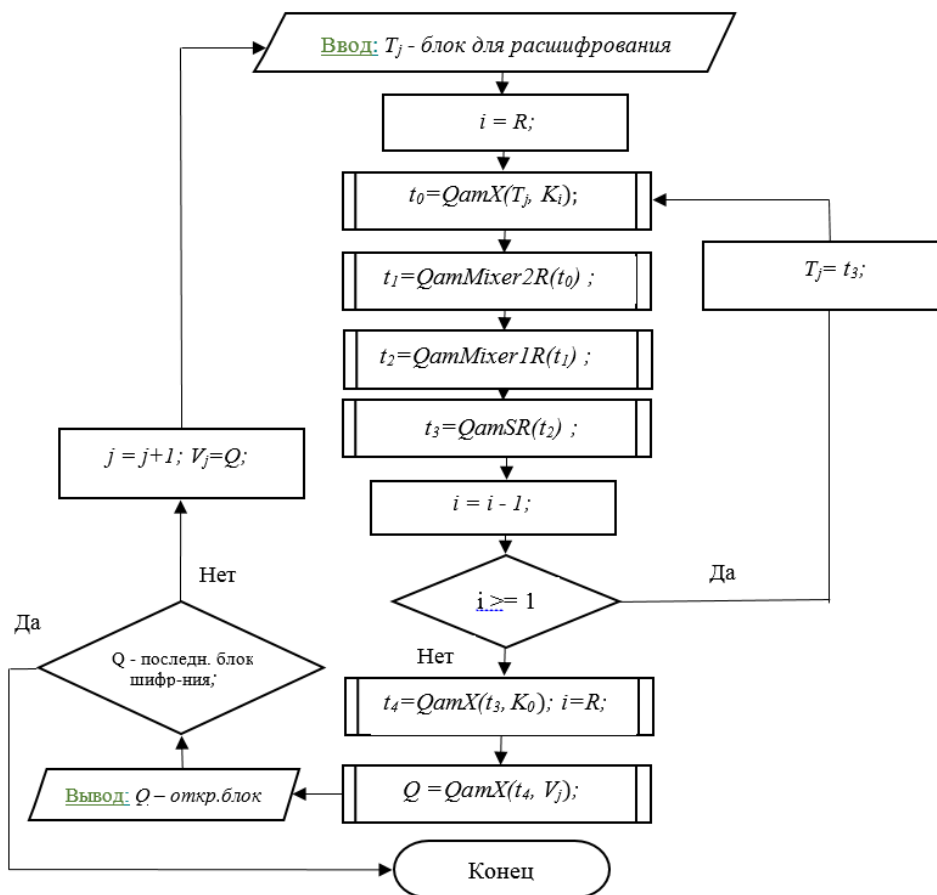 Ввод: Tj - блок для расшифрования
i = R;
t0=QamX(Tj, Ki);
t1=QamMixer2R(t0) ;
Tj= t3;
t2=QamMixer1R(t1) ;
t3=QamSR(t2) ;
j = j+1; Vj=Q;
i = i - 1;
Нет
Да
i >= 1
Да
Нет
Q - последн. блок
шифр-ния;
t4=QamX(t3, K0); i=R;
Вывод: Q – откр.блок
Q =QamX(t4, Vj);
Конец